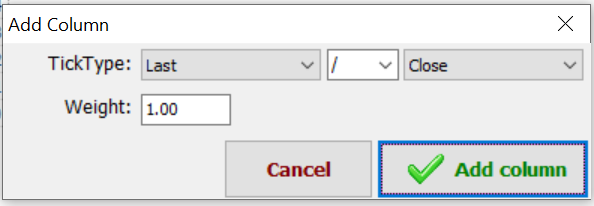 Add Column
TickType: Last / Close
Weight: 1.00
Cancel Add column